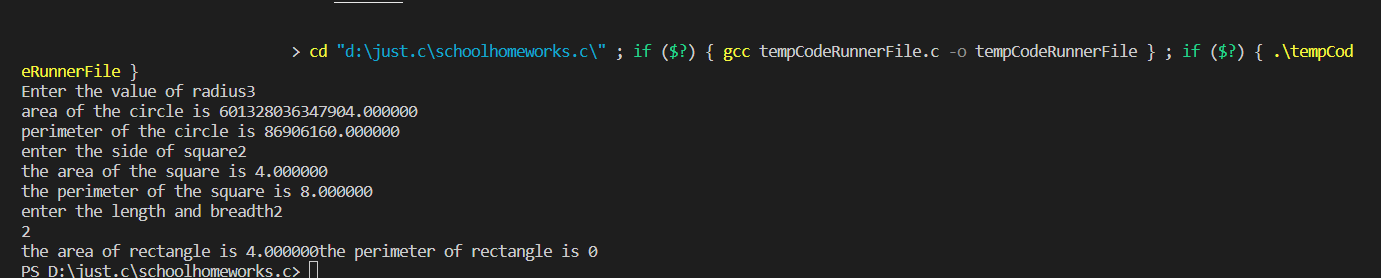 > cd "d:\just.c\schoolhomeworks.c\" ; if ($?) { gcc tempCodeRunnerFile.c -o tempCodeRunnerFile } ; if ($?) { .\tempCod
eRunnerFile }
Enter the value of radius3
area of the circle is 601328036347904.000000
perimeter of the circle is 86906160.000000
enter the side of square2
the area of the square is 4.000000
the perimeter of the square is 8.000000
enter the length and breadth2
2
the area of rectangle is 4.000000the perimeter of rectangle is 0
PS D:\just.c\schoolhomeworks.c>